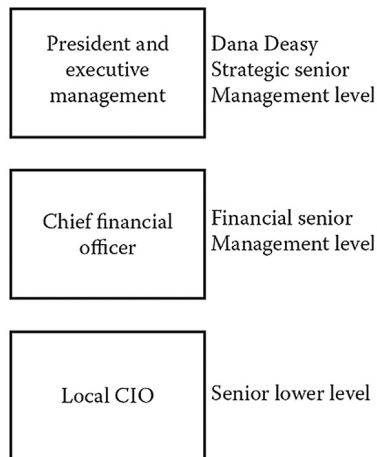 President and
executive
management
Dana Deasy
Strategic senior
Management level
Chief financial
officer
Financial senior
Management level
Local CIO
Senior lower level